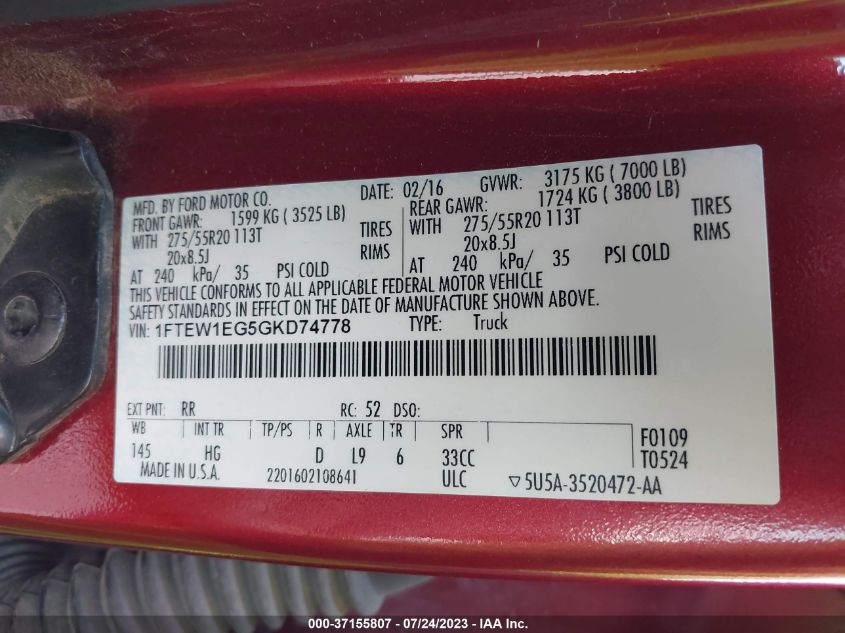 MFD. BY FORD MOTOR CO. DATE: 02/16 GVWR: 3175 KG ( 7000 LB)
FRONT GAWR: 1599 KG ( 3525 LB) REAR GAWR: 1724 KG ( 3800 LB)
WITH 275/55R20 113T TIRES WITH 275/55R20 113T TIRES
20x8.5J RIMS 20x8.5J RIMS
AT 240 kPa/ 35 PSI COLD AT 240 kPa/ 35 PSI COLD
THIS VEHICLE CONFORMS TO ALL APPLICABLE FEDERAL MOTOR VEHICLE
SAFETY STANDARDS IN EFFECT ON THE DATE OF MANUFACTURE SHOWN ABOVE.
VIN: 1FTEW1EG5GKD74778 TYPE: Truck
EXT PNT: RR RC: 52 DSO:
WB INT TR TP/PS R AXLE TR SPR F0109
145 HG D L9 6 33CC T0524
MADE IN U.S.A. 2201602108641 ULC ▽5U5A-3520472-AA
000-37155807 - 07/24/2023 - IAA Inc.